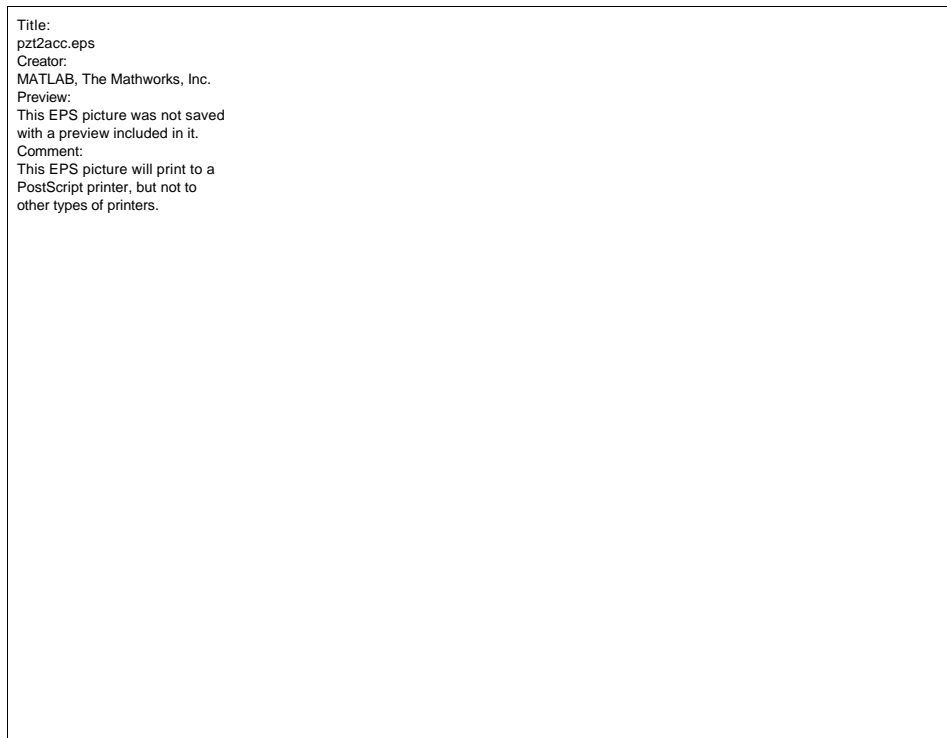 Title:
pzt2acc.eps
Creator:
MATLAB, The Mathworks, Inc.
Preview:
This EPS picture was not saved
with a preview included in it.
Comment:
This EPS picture will print to a
PostScript printer, but not to
other types of printers.